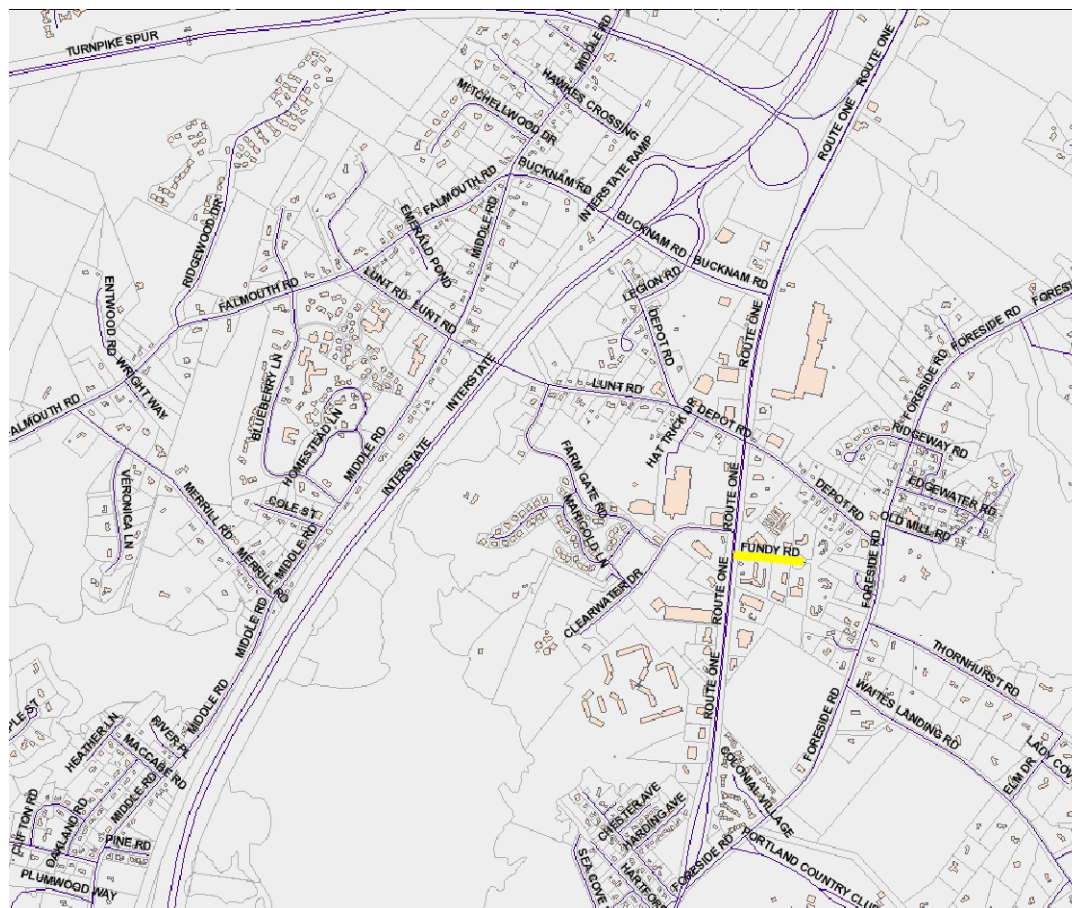 TURNPIKE SPUR
MIDDLE RD
HAWKES CROSSING
MITCHELLWOOD DR
ROUTE ONE
ROUTE ONE
ROUTE ONE
INTERSTATE RAMP
FALMOUTH RD
BUCKNAM RD
BUCKNAM RD
BUCKNAM RD
RIDGEWOOD DR
EMERALD POND
MIDDLE RD
ENTWOOD RD
FALMOUTH RD
LUNT RD
LUNT RD
LEGION RD
DEPOT RD
ROUTE ONE
FORESIDE
FORESIDE RD
FORESIDE RD
WRIGHT WAY
BLUEBERRY LN
INTERSTATE
LUNT RD
ALMOUTH RD
HOMESTEAD LN
MIDDLE RD
INTERSTATE
HAT TRICK DR
DEPOT RD
RIDGEWAY RD
VERONICA LN
MERRILL RD
COLE ST
FARM GATE RD
MARIGOLD LN
ROUTE ONE
DEPOT RD
EDGEWATER RD
OLD MILL RD
MERRILL RD
MIDDLE RD
FUNDY RD
CLEARWATER DR
ROUTE ONE
FORESIDE RD
MIDDLE RD
THORNHURST RD
MIDDLE RD
ROUTE ONE
FORESIDE RD
WAITES LANDING RD
PLE ST
HEATHER LN
RIVER PL
MACCABE RD
MIDDLE RD
LADY COV
ELM DR
COLONIAL VILLAGE
CLIFTON RD
OAKLAND RD
PINE RD
CHESTER AVE
HARDING AVE
PLUMWOOD WAY
SEA COVE
HARTFORD
FORESIDE RD
PORTLAND COUNTRY CLUB